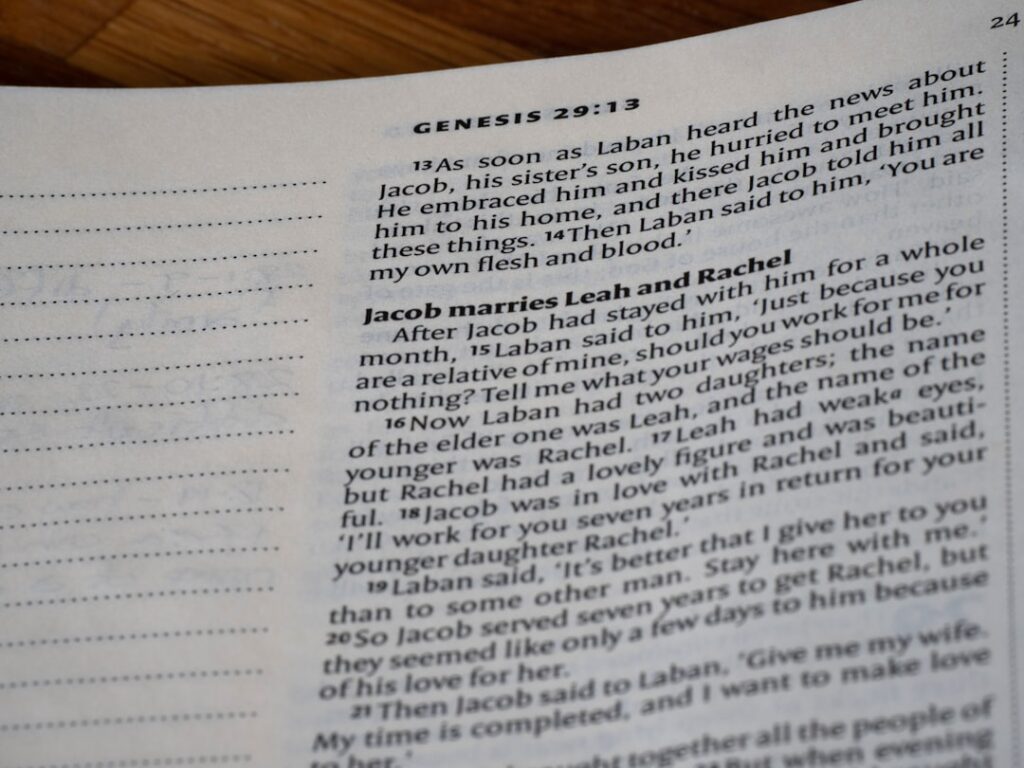 24
GENESIS 29:13
13As soon as Laban heard the news about
Jacob, his sister's son, he hurried to meet him.
He embraced him and kissed him and brought
him to his home, and there Jacob told him all
these things. 14Then Laban said to him, 'You are
my own flesh and blood.'
Jacob marries Leah and Rachel
After Jacob had stayed with him for a whole
month, 15Laban said to him, 'Just because you
are a relative of mine, should you work for me for
nothing? Tell me what your wages should be.'
16Now Laban had two daughters; the name
of the elder one was Leah, and the name of the
younger was Rachel. 17Leah had weaka eyes,
but Rachel had a lovely figure and was beauti-
ful. 18Jacob was in love with Rachel and said,
'I'll work for you seven years in return for your
younger daughter Rachel.'
19Laban said, 'It's better that I give her to you
than to some other man. Stay here with me.'
20So Jacob served seven years to get Rachel, but
they seemed like only a few days to him because
of his love for her.
21Then Jacob said to Laban, 'Give me my wife.
My time is completed, and I want to make love
to her.'
together all the people of
But when evening